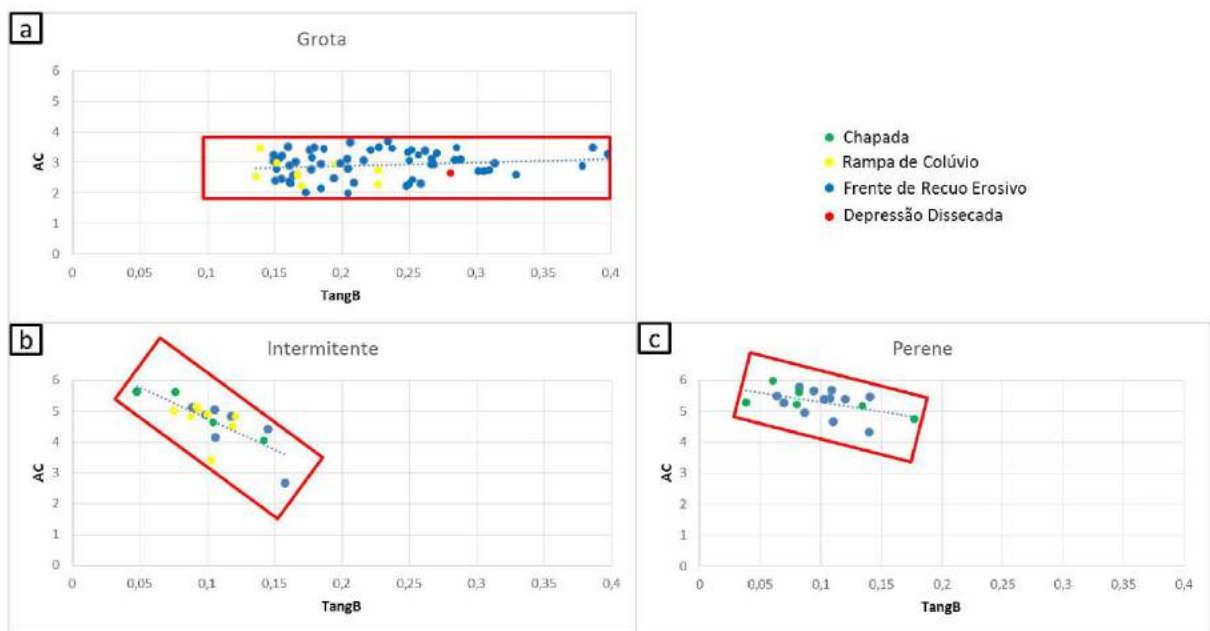 a
Grota
6
5
4
3
2
1
0
AC
0 0,05 0,1 0,15 0,2 0,25 0,3 0,35 0,4
TangB
Chapada
Rampa de Colúvio
Frente de Recuo Erosivo
Depressão Dissecada
b
Intermitente
6
5
4
3
2
1
0
AC
0 0,05 0,1 0,15 0,2 0,25 0,3 0,35 0,4
TangB
c
Perene
6
5
4
3
2
1
0
AC
0 0,05 0,1 0,15 0,2 0,25 0,3 0,35 0,4
TangB